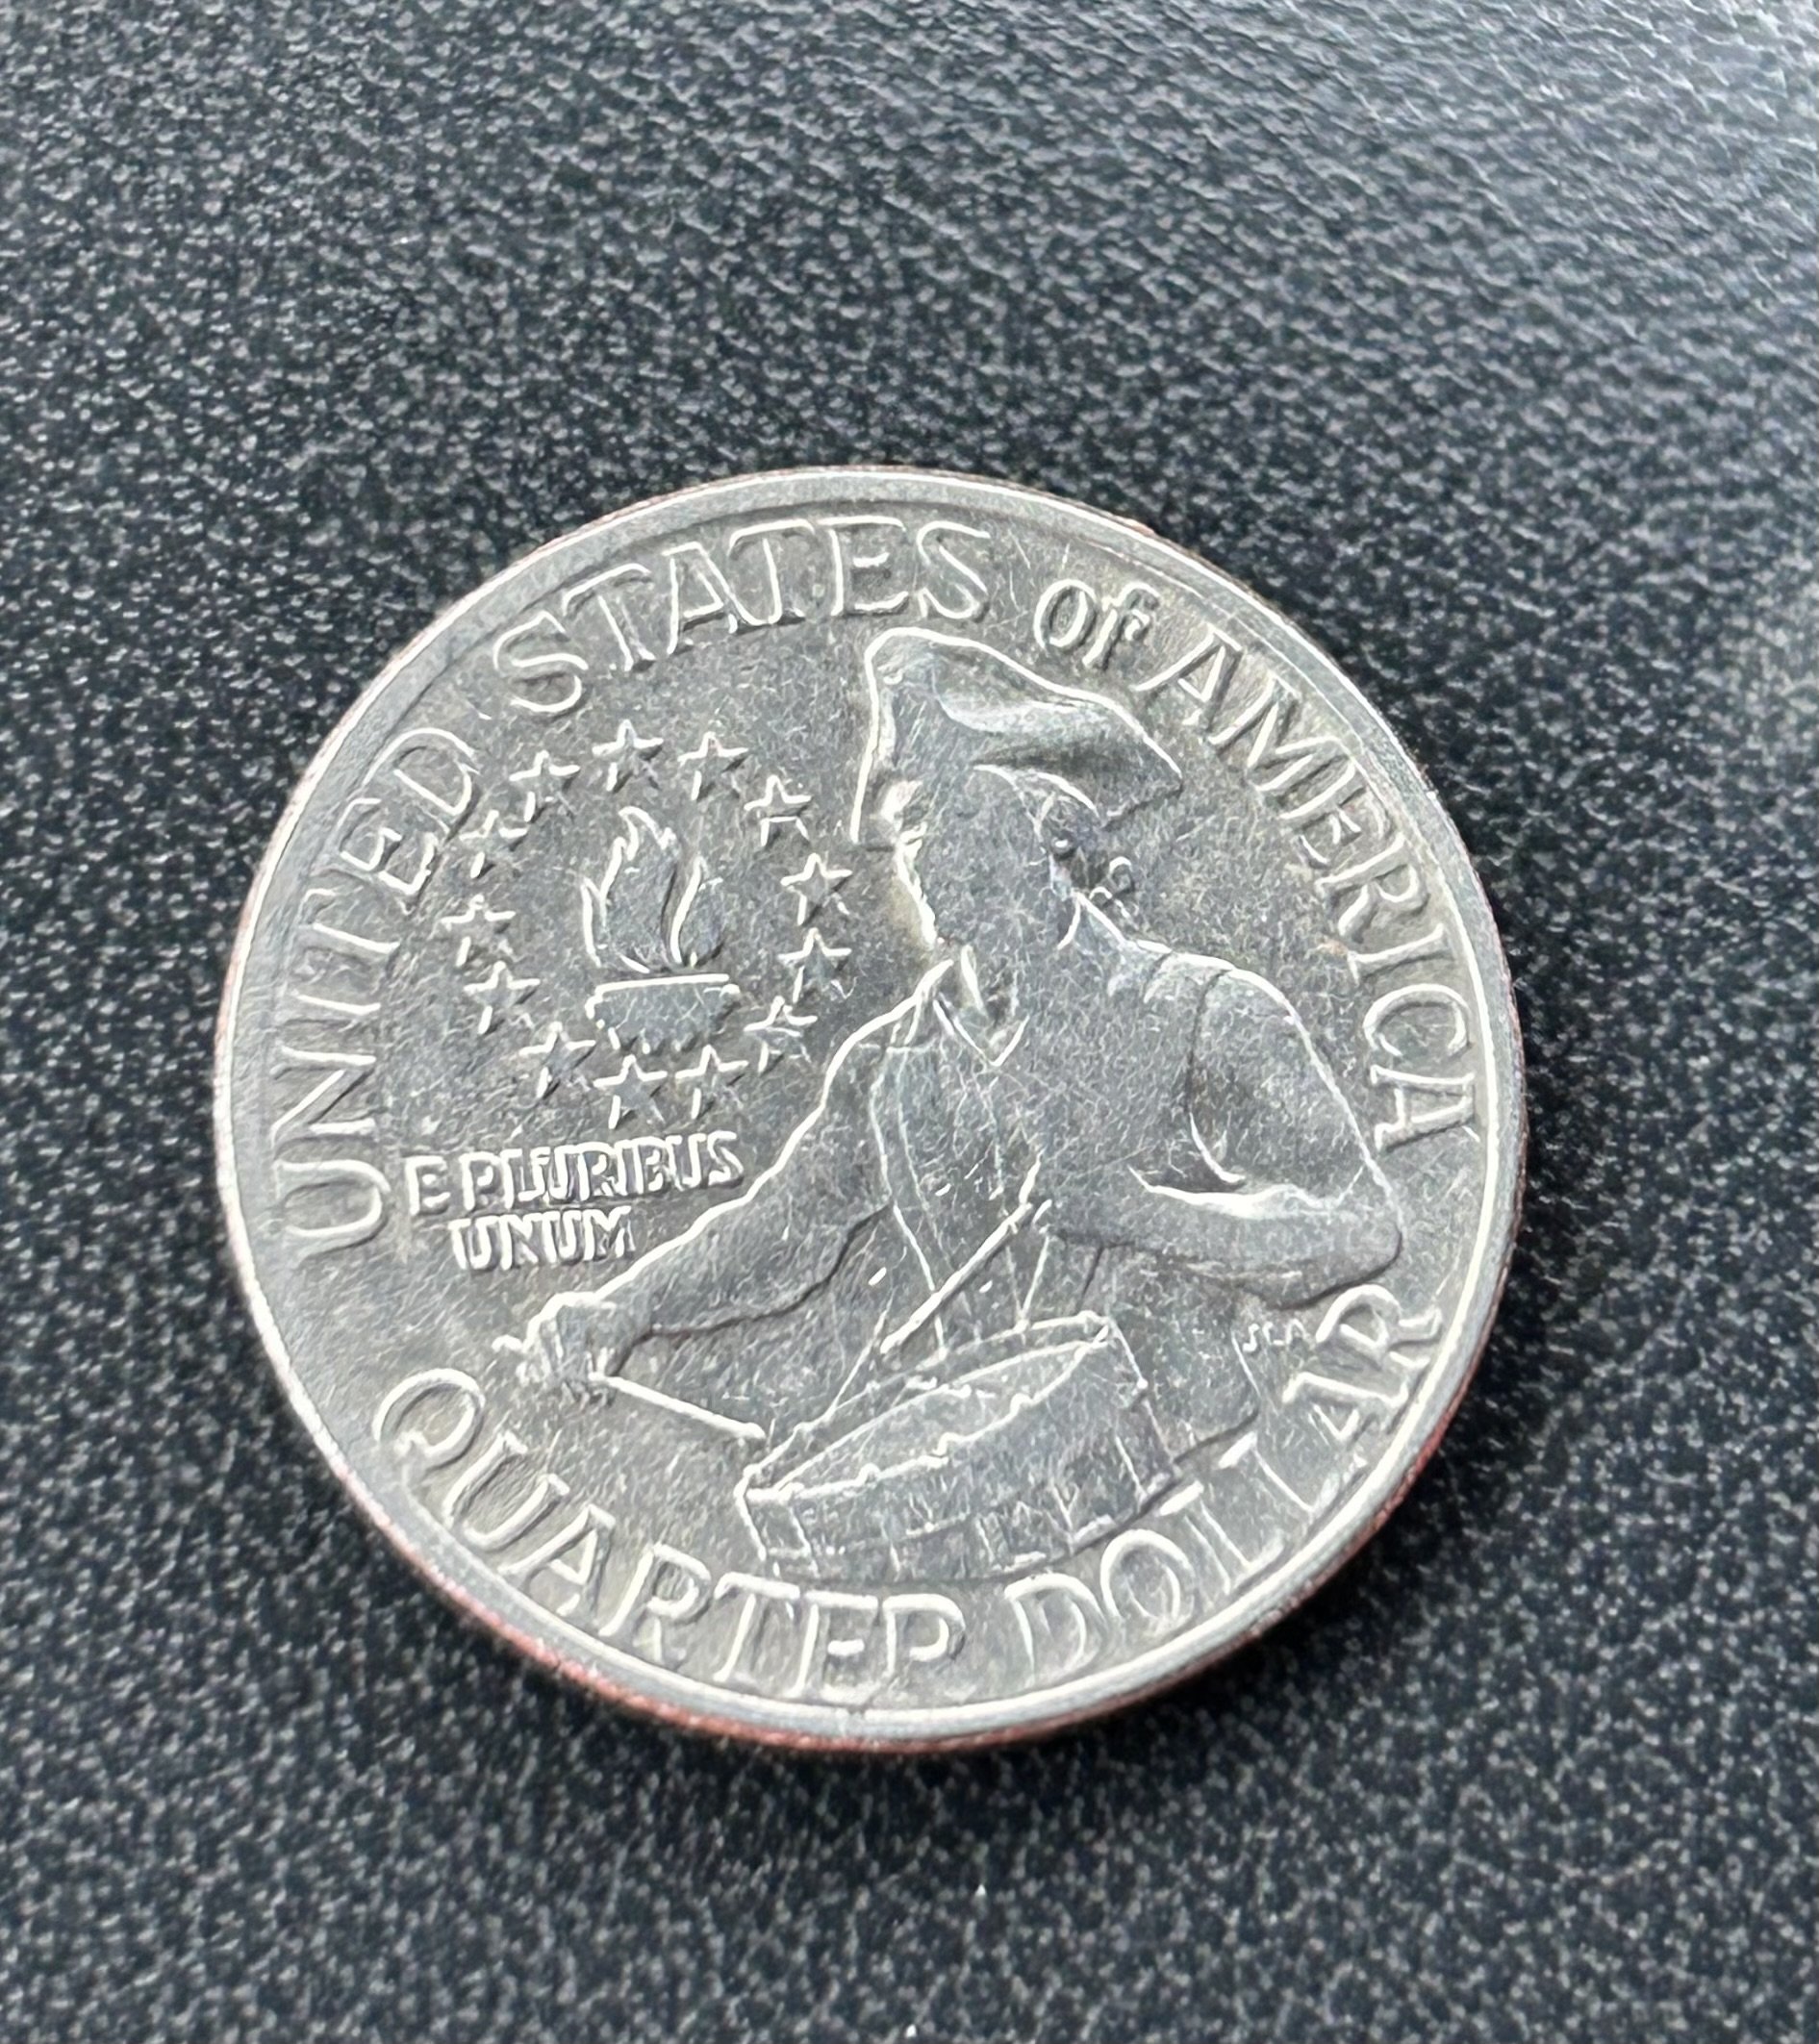 UNITED STATES of AMERICA
E PLURIBUS
UNUM
QUARTER DOLLAR